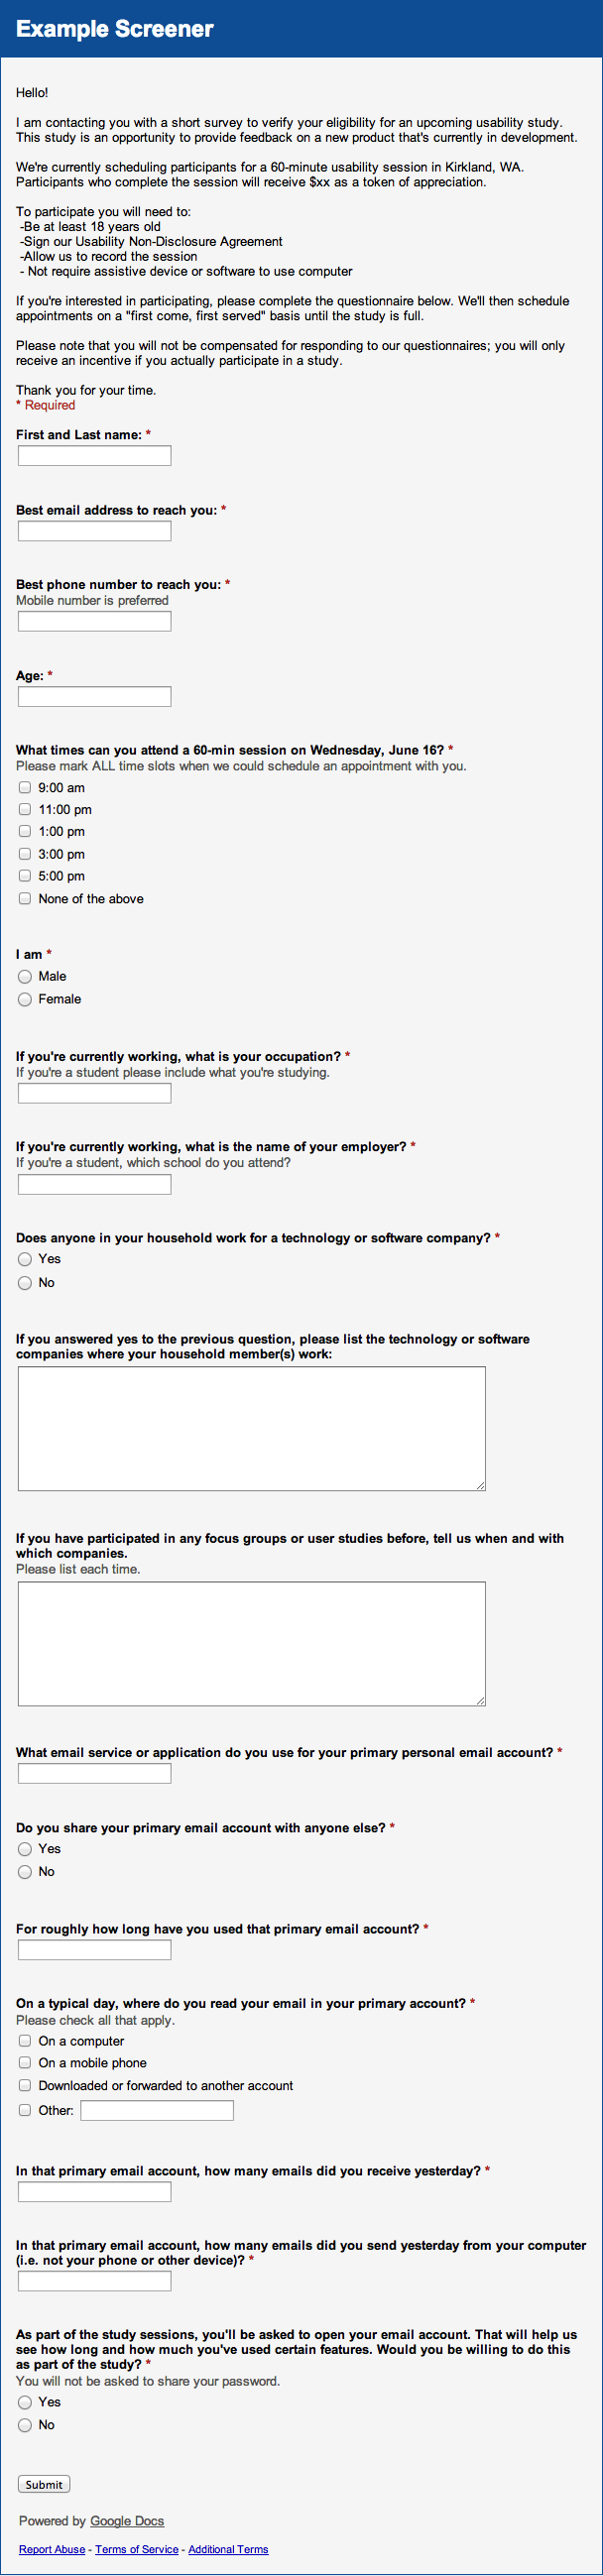 Example Screener
Hello!
I am contacting you with a short survey to verify your eligibility for an upcoming usability study.
This study is an opportunity to provide feedback on a new product that's currently in development.
We're currently scheduling participants for a 60-minute usability session in Kirkland, WA.
Participants who complete the session will receive $xx as a token of appreciation.
To participate you will need to:
-Be at least 18 years old
-Sign our Usability Non-Disclosure Agreement
-Allow us to record the session
- Not require assistive device or software to use computer
If you're interested in participating, please complete the questionnaire below. We'll then schedule
appointments on a "first come, first served" basis until the study is full.
Please note that you will not be compensated for responding to our questionnaires; you will only
receive an incentive if you actually participate in a study.
Thank you for your time.
* Required
First and Last name: *
Best email address to reach you: *
Best phone number to reach you: *
Mobile number is preferred
Age: *
What times can you attend a 60-min session on Wednesday, June 16? *
Please mark ALL time slots when we could schedule an appointment with you.
9:00 am
11:00 pm
1:00 pm
3:00 pm
5:00 pm
None of the above
I am *
Male
Female
If you're currently working, what is your occupation? *
If you're a student please include what you're studying.
If you're currently working, what is the name of your employer? *
If you're a student, which school do you attend?
Does anyone in your household work for a technology or software company? *
Yes
No
If you answered yes to the previous question, please list the technology or software
companies where your household member(s) work:
If you have participated in any focus groups or user studies before, tell us when and with
which companies.
Please list each time.
What email service or application do you use for your primary personal email account? *
Do you share your primary email account with anyone else? *
Yes
No
For roughly how long have you used that primary email account? *
On a typical day, where do you read your email in your primary account? *
Please check all that apply.
On a computer
On a mobile phone
Downloaded or forwarded to another account
Other:
In that primary email account, how many emails did you receive yesterday? *
In that primary email account, how many emails did you send yesterday from your computer
(i.e. not your phone or other device)? *
As part of the study sessions, you'll be asked to open your email account. That will help us
see how long and how much you've used certain features. Would you be willing to do this
as part of the study? *
You will not be asked to share your password.
Yes
No
Submit
Powered by Google Docs
Report Abuse - Terms of Service - Additional Terms